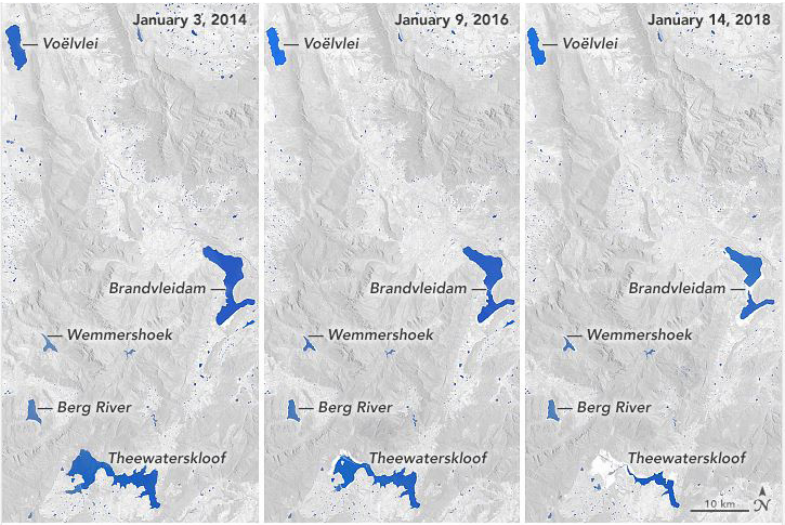 January 3, 2014
Voëlvlei
Brandvleidam
Wemmershoek
Berg River
Theewaterskloof
January 9, 2016
Voëlvlei
Brandvleidam
Wemmershoek
Berg River
Theewaterskloof
January 14, 2018
Voëlvlei
Brandvleidam
Wemmershoek
Berg River
Theewaterskloof
10 km
N